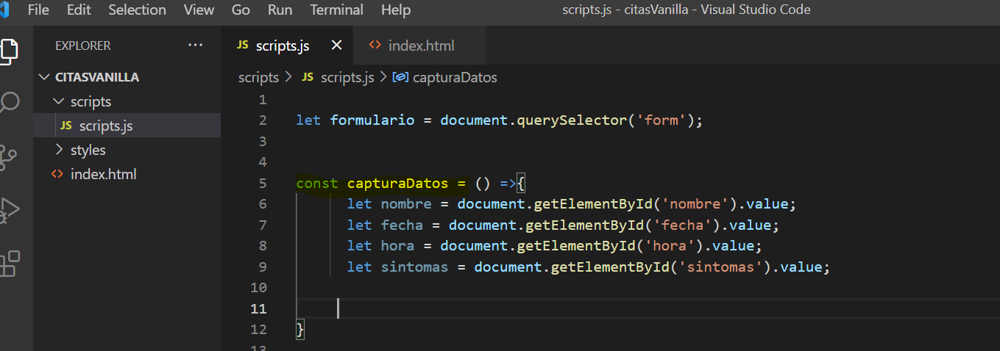 File Edit Selection View Go Run Terminal Help scripts.js - citasVanilla - Visual Studio Code
EXPLORER ···
JS scripts.js × <> index.html
CITASVANILLA
scripts > JS scripts.js > capturaDatos
scripts
JS scripts.js
styles
<> index.html
1
2 let formulario = document.querySelector('form');
3
4
5 const capturaDatos = () =>{
6 let nombre = document.getElementById('nombre').value;
7 let fecha = document.getElementById('fecha').value;
8 let hora = document.getElementById('hora').value;
9 let sintomas = document.getElementById('sintomas').value;
10
11
12 }
13